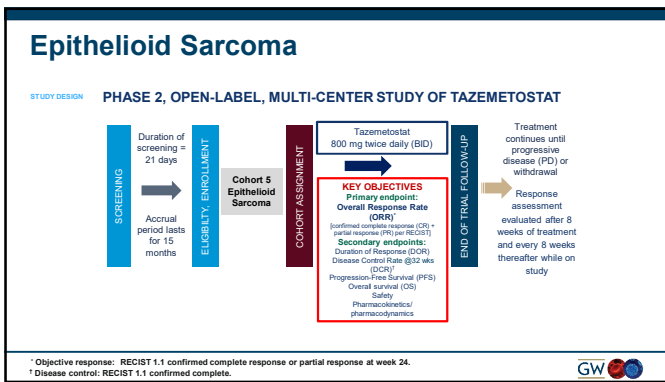 Epithelioid Sarcoma
STUDY DESIGN
PHASE 2, OPEN-LABEL, MULTI-CENTER STUDY OF TAZEMETOSTAT
SCREENING
Duration of
screening =
21 days
Accrual
period lasts
for 15
months
ELIGIBILTY, ENROLLMENT
Cohort 5
Epithelioid
Sarcoma
COHORT ASSIGNMENT
Tazemetostat
800 mg twice daily (BID)
KEY OBJECTIVES
Primary endpoint:
Overall Response Rate
(ORR)*
[confirmed complete response (CR) +
partial response (PR) per RECIST]
Secondary endpoints:
Duration of Response (DOR)
Disease Control Rate @32 wks
(DCR)†
Progression-Free Survival (PFS)
Overall survival (OS)
Safety
Pharmacokinetics/
pharmacodynamics
END OF TRIAL FOLLOW-UP
Treatment
continues until
progressive
disease (PD) or
withdrawal
Response
assessment
evaluated after 8
weeks of treatment
and every 8 weeks
thereafter while on
study
* Objective response: RECIST 1.1 confirmed complete response or partial response at week 24.
† Disease control: RECIST 1.1 confirmed complete.
GW